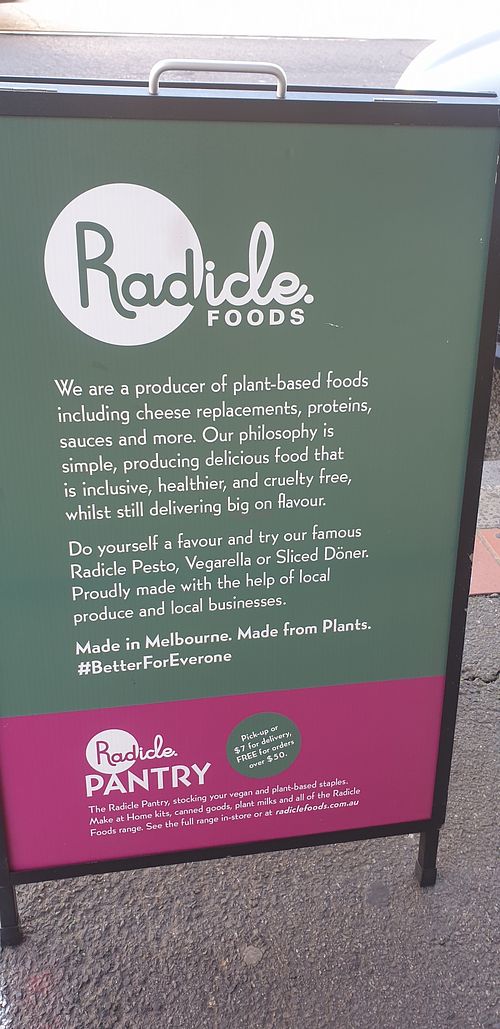 Radicle.
FOODS
We are a producer of plant-based foods
including cheese replacements, proteins,
sauces and more. Our philosophy is
simple, producing delicious food that
is inclusive, healthier, and cruelty free,
whilst still delivering big on flavour.
Do yourself a favour and try our famous
Radicle Pesto, Vegarella or Sliced Döner.
Proudly made with the help of local
produce and local businesses.
Made in Melbourne. Made from Plants.
#BetterForEverone
Radicle.
PANTRY
Pick-up or
$7 for delivery,
FREE for orders
over $50.
The Radicle Pantry, stocking your vegan and plant-based staples.
Make at Home kits, canned goods, plant milks and all of the Radicle
Foods range. See the full range in-store or at radiclefoods.com.au